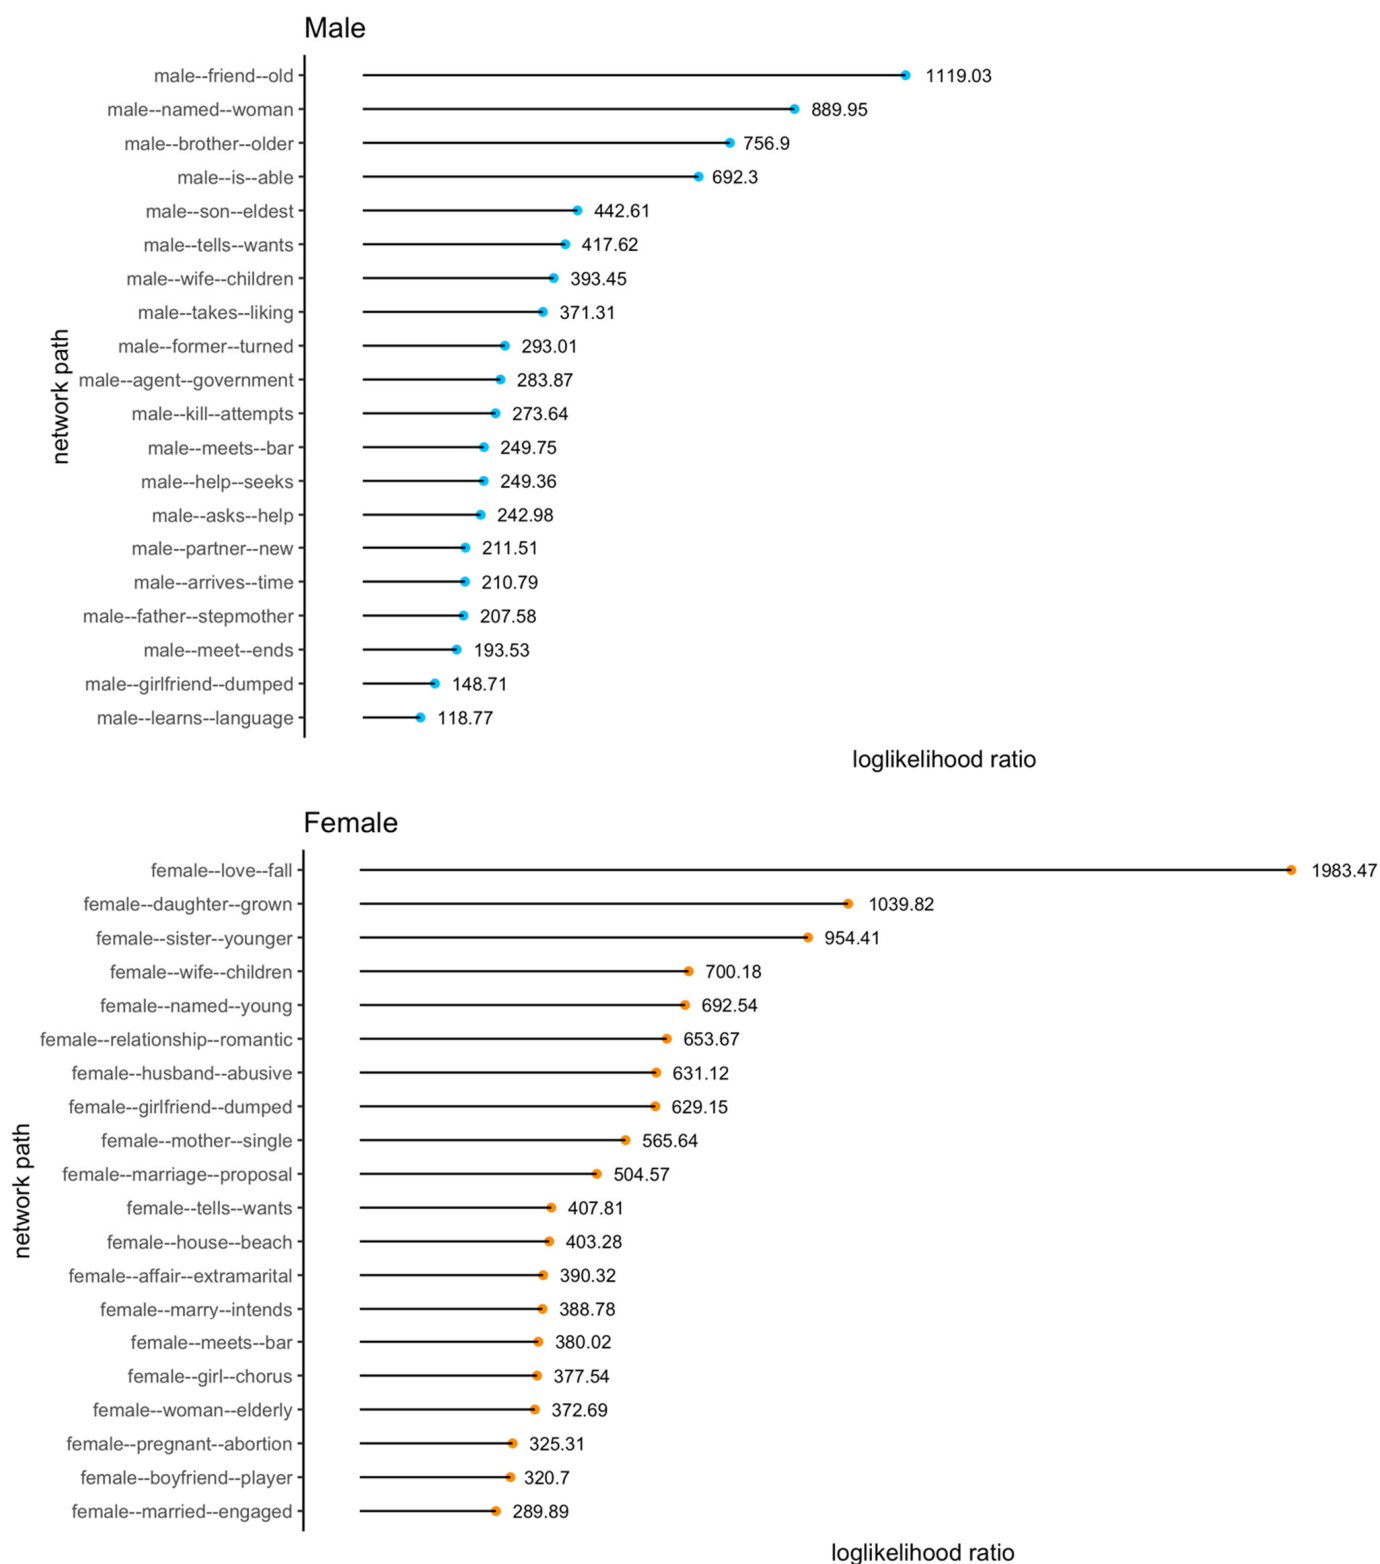 Male
male--friend--old 1119.03
male--named--woman 889.95
male--brother--older 756.9
male--is--able 692.3
male--son--eldest 442.61
male--tells--wants 417.62
male--wife--children 393.45
male--takes--liking 371.31
male--former--turned 293.01
male--agent--government 283.87
male--kill--attempts 273.64
male--meets--bar 249.75
male--help--seeks 249.36
male--asks--help 242.98
male--partner--new 211.51
male--arrives--time 210.79
male--father--stepmother 207.58
male--meet--ends 193.53
male--girlfriend--dumped 148.71
male--learns--language 118.77
network path
loglikelihood ratio
Female
female--love--fall 1983.47
female--daughter--grown 1039.82
female--sister--younger 954.41
female--wife--children 700.18
female--named--young 692.54
female--relationship--romantic 653.67
female--husband--abusive 631.12
female--girlfriend--dumped 629.15
female--mother--single 565.64
female--marriage--proposal 504.57
female--tells--wants 407.81
female--house--beach 403.28
female--affair--extramarital 390.32
female--marry--intends 388.78
female--meets--bar 380.02
female--girl--chorus 377.54
female--woman--elderly 372.69
female--pregnant--abortion 325.31
female--boyfriend--player 320.7
female--married--engaged 289.89
network path
loglikelihood ratio